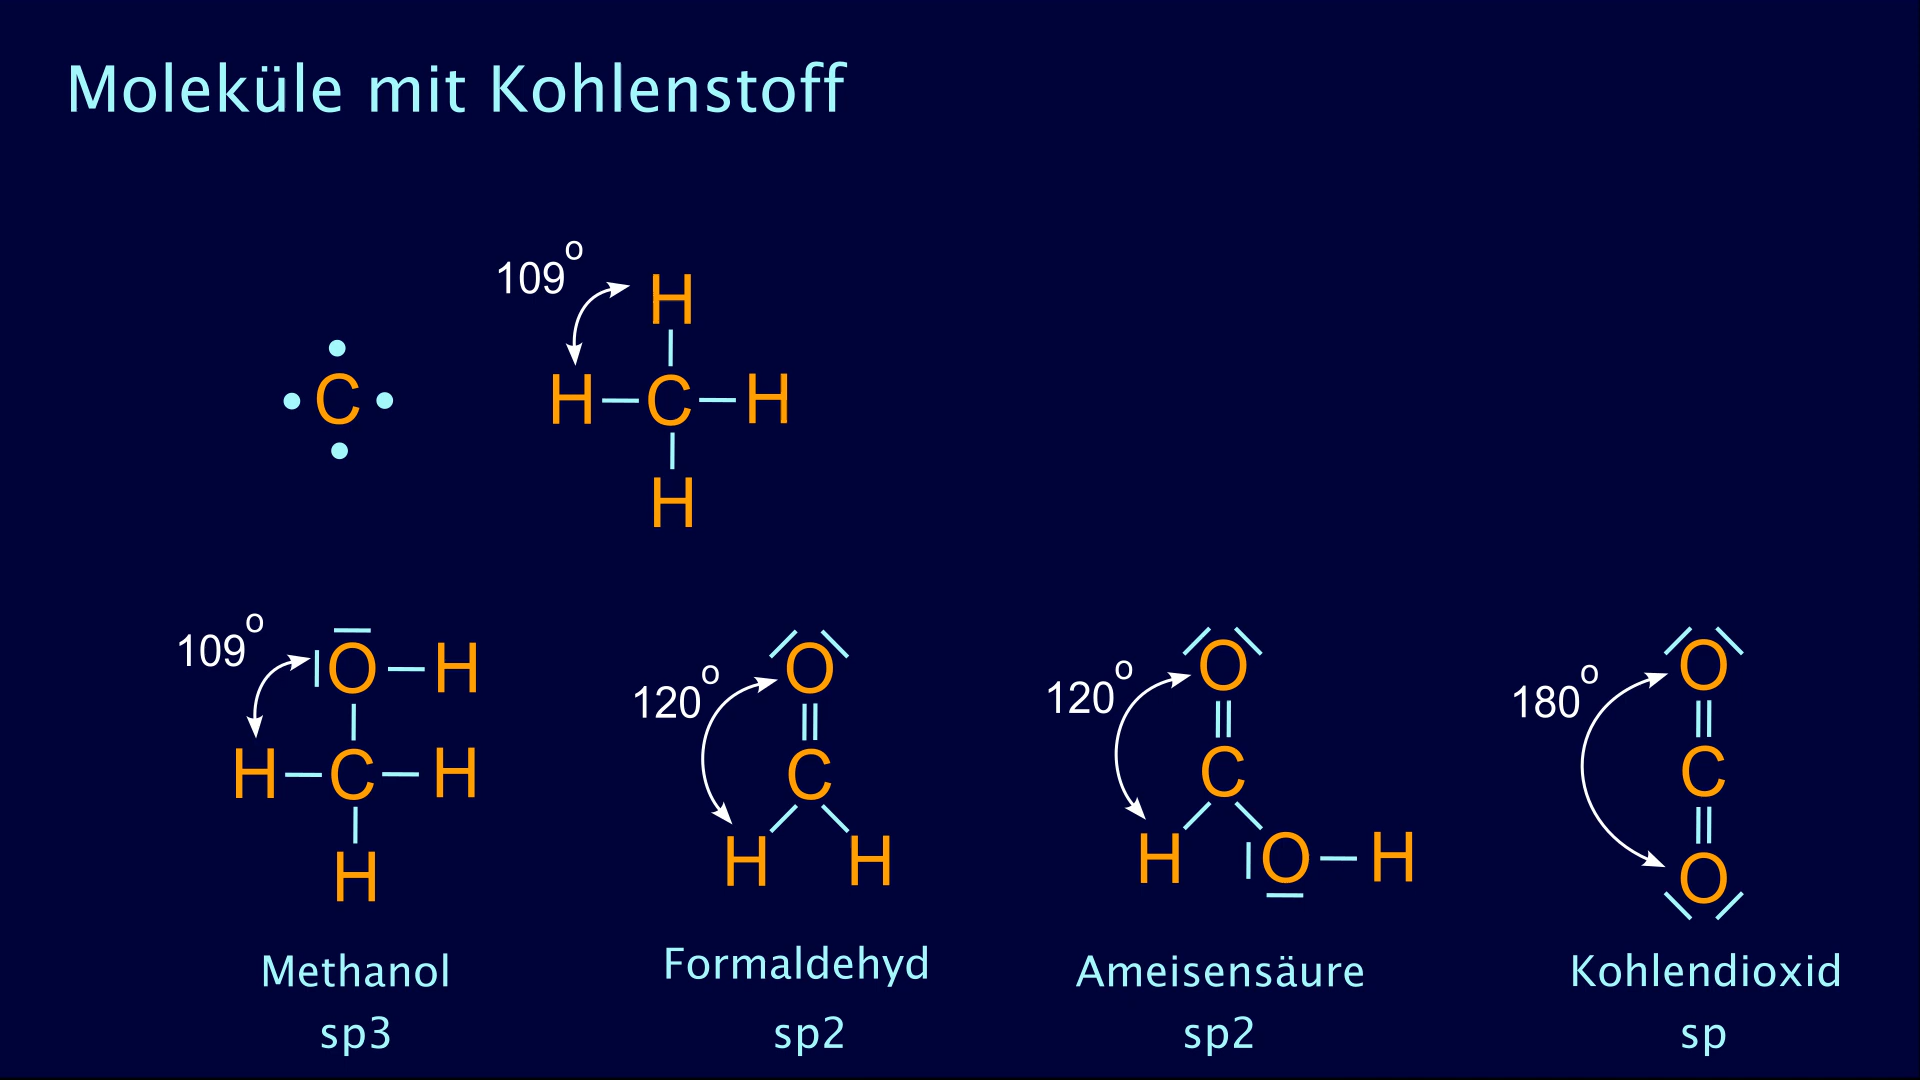 Moleküle mit Kohlenstoff
109°
H
C
H–C–H
H
109°
O–H
H–C–H
H
120°
O
C
H H
120°
O
C
H O–H
180°
O
C
O
Methanol
Formaldehyd
Ameisensäure
Kohlendioxid
sp3
sp2
sp2
sp